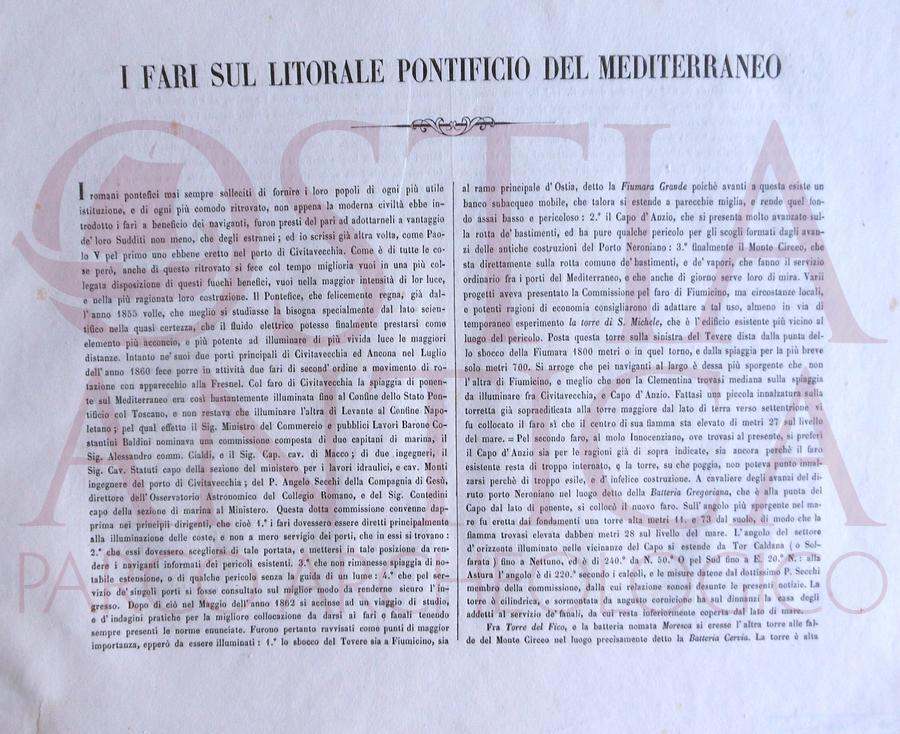 I FARI SUL LITORALE PONTIFICIO DEL MEDITERRANEO
I romani pontefici mai sempre solleciti di fornire i loro popoli di ogni più utile
istituzione, e di ogni più comodo ritrovato, non appena la moderna civiltà ebbe in-
trodotto i fari a beneficio dei naviganti, furon presti del pari ad adottarneli a vantaggio
de' loro Sudditi non meno, che degli estranei; ed io scrissi già altra volta, come Pao-
lo V pel primo uno ebbene eretto nel porto di Civitavecchia. Come è di tutte le co-
se però, anche di questo ritrovato si fece col tempo miglioria vuoi in una più col-
legata disposizione di questi fuochi benefici, vuoi nella maggior intensità di lor luce,
e nella più ragionata loro costruzione. Il Pontefice, che felicemente regna, già dal-
l'anno 1855 volle, che meglio si studiasse la bisogna specialmente dal lato scien-
tifico nella quasi certezza, che il fluido elettrico potesse finalmente prestarsi come
elemento più acconcio, e più potente ad illuminare di più vivida luce le maggiori
distanze. Intanto ne' suoi due porti principali di Civitavecchia ed Ancona nel Luglio
dell'anno 1860 fece porre in attività due fari di second'ordine a movimento di ro-
tazione con apparecchio alla Fresnel. Col faro di Civitavecchia la spiaggia di ponen-
te sul Mediterraneo era così bastantemente illuminata fino al Confine dello Stato Pon-
tificio col Toscano, e non restava che illuminare l'altra di Levante al Confine Napo-
letano; pel qual effetto il Sig. Ministro del Commercio e pubblici Lavori Barone Co-
stantini Baldini nominava una commissione composta di due capitani di marina, il
Sig. Alessandro comm. Cialdi, e il Sig. Cap. cav. di Macco; di due ingegneri, il
Sig. Cav. Statuti capo della sezione del ministero per i lavori idraulici, e cav. Monti
ingegnere del porto di Civitavecchia; del P. Angelo Secchi della Compagnia di Gesù,
direttore dell'Osservatorio Astronomico del Collegio Romano, e del Sig. Contedini
capo della sezione di marina al Ministero. Questa dotta commissione convenne dap-
prima nei principii dirigenti, cioè 1.° i fari dovessero essere diretti principalmente
alla illuminazione delle coste, e non a mero servigio dei porti, che in essi si trovano:
2.° che essi dovessero scegliersi di tale portata, e mettersi in tale posizione da ren-
dere i naviganti informati dei pericoli esistenti. 3.° che non rimanesse spiaggia di no-
tabile estensione, o di qualche pericolo senza la guida di un lume: 4.° che pel ser-
vizio de' singoli porti si fosse consultato sul miglior modo da renderne sicuro l'in-
gresso. Dopo di ciò nel Maggio dell'anno 1862 si accinse ad un viaggio di studio,
e d'indagini pratiche per la migliore collocazione da darsi ai fari e fanali tenendo
sempre presenti le norme enunciate. Furono pertanto ravvisati come punti di maggior
importanza, epperò da essere illuminati: 1.° lo sbocco del Tevere sia a Fiumicino, sia
al ramo principale d'Ostia, detto la Fiumara Grande poichè avanti a questa esiste un
banco subacqueo mobile, che talora si estende a parecchie miglia, e rende quel fon-
do assai basso e pericoloso: 2.° il Capo d'Anzio, che si presenta molto avanzato sul-
la rotta de' bastimenti, ed ha pure qualche pericolo per gli scogli formati dagli avan-
zi delle antiche costruzioni del Porto Neroniano: 3.° finalmente il Monte Circeo, che
sta direttamente sulla rotta comune de' bastimenti, e de' vapori, che fanno il servizio
ordinario fra i porti del Mediterraneo, e che anche di giorno serve loro di mira. Varii
progetti aveva presentato la Commissione pel faro di Fiumicino, ma circostanze locali,
e potenti ragioni di economia consigliarono di adattare a tal uso, almeno in via di
temporaneo esperimento la torre di S. Michele, che è l'edificio esistente più vicino al
luogo del pericolo. Posta questa torre sulla sinistra del Tevere dista dalla punta del-
lo sbocco della Fiumara 1800 metri o in quel torno, e dalla spiaggia per la più breve
solo metri 700. Si arroge che pei naviganti al largo è dessa più sporgente che non
l'altra di Fiumicino, e meglio che non la Clementina trovasi mediana sulla spiaggia
da illuminare fra Civitavecchia, e Capo d'Anzio. Fattasi una piccola innalzatura sulla
torretta già sopraedificata alla torre maggiore dal lato di terra verso settentrione vi
fu collocato il faro sì che il centro di sua fiamma sta elevato di metri 27 sul livello
del mare. = Pel secondo faro, al molo Innocenziano, ove trovasi al presente, si preferì
il Capo d'Anzio sia per le ragioni già di sopra indicate, sia ancora perchè il faro
esistente resta di troppo internato, e la torre, su che poggia, non poteva punto innal-
zarsi perchè di troppo esile, e d'infelice costruzione. A cavaliere degli avanzi del di-
ruto porto Neroniano nel luogo detto della Batteria Gregoriana, che è alla punta del
Capo dal lato di ponente, si collocò il nuovo faro. Sull'angolo più sporgente nel ma-
re fu eretta dai fondamenti una torre alta metri 11. e 73 dal suolo, di modo che la
fiamma trovasi elevata dabben metri 28 sul livello del mare. L'angolo del settore
d'orizzonte illuminato nelle vicinanze del Capo si estende da Tor Caldana (o Sol-
farata) fino a Nettuno, ed è di 240.° da N. 50.° O pel Sud fino a E. 20.° N.: alla
Astura l'angolo è di 220.° secondo i calcoli, e le misure datene dal dottissimo P. Secchi
membro della commissione, dalla cui relazione sonosi desunte le presenti notizie. La
torre è cilindrica, e sormontata da angusto cornicione ha sul dinnanzi la casa degli
addetti al servizio de' fanali, da cui resta inferiormente coperta dal lato di mare.
Fra Torre del Fico, e la batteria nomata Moresca si eresse l'altra torre alle fal-
de del Monte Circeo nel luogo precisamente detto la Batteria Cervia. La torre è alta
OSTIA
ANTICA